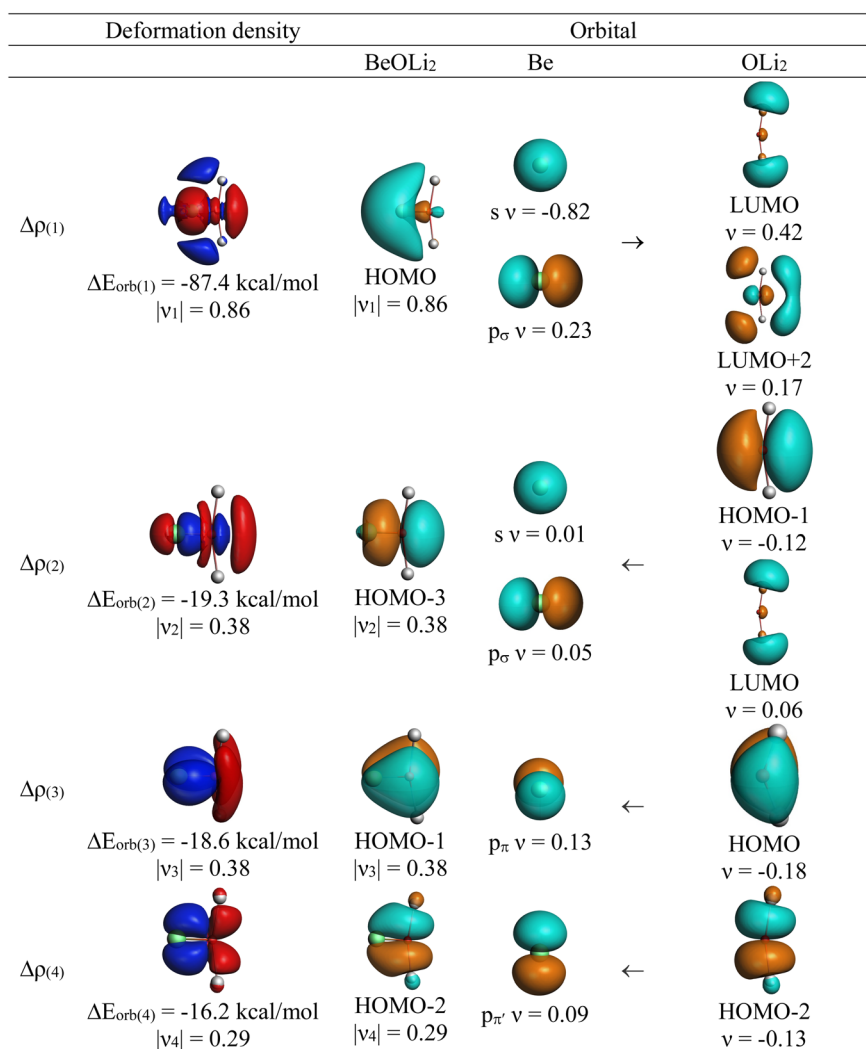 Deformation density Orbital
BeOLi₂ Be OLi₂
Δρ(1)
ΔEorb(1) = -87.4 kcal/mol
|ν₁| = 0.86
HOMO
|ν₁| = 0.86
s ν = -0.82
pσ ν = 0.23
→
LUMO
ν = 0.42
LUMO+2
ν = 0.17
Δρ(2)
ΔEorb(2) = -19.3 kcal/mol
|ν₂| = 0.38
HOMO-3
|ν₂| = 0.38
s ν = 0.01
pσ ν = 0.05
←
HOMO-1
ν = -0.12
LUMO
ν = 0.06
Δρ(3)
ΔEorb(3) = -18.6 kcal/mol
|ν₃| = 0.38
HOMO-1
|ν₃| = 0.38
pπ ν = 0.13
←
HOMO
ν = -0.18
Δρ(4)
ΔEorb(4) = -16.2 kcal/mol
|ν₄| = 0.29
HOMO-2
|ν₄| = 0.29
pπ′ ν = 0.09
←
HOMO-2
ν = -0.13